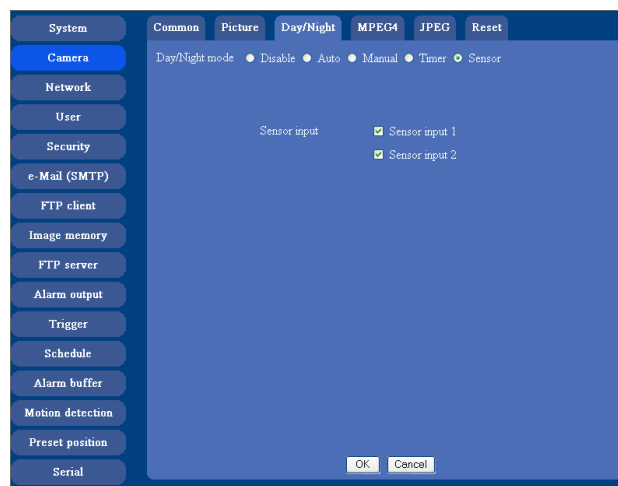 System
Camera
Network
User
Security
e-Mail (SMTP)
FTP client
Image memory
FTP server
Alarm output
Trigger
Schedule
Alarm buffer
Motion detection
Preset position
Serial
Common Picture Day/Night MPEG4 JPEG Reset
Day/Night mode Disable Auto Manual Timer Sensor
Sensor input Sensor input 1
Sensor input 2
OK Cancel